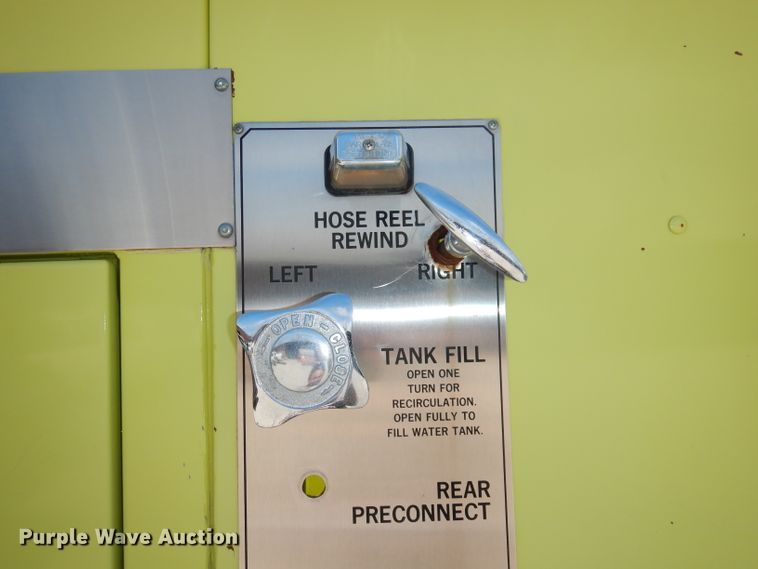 HOSE REEL
REWIND
LEFT
RIGHT
OPEN CLOSE
TANK FILL
OPEN ONE
TURN FOR
RECIRCULATION.
OPEN FULLY TO
FILL WATER TANK.
REAR
PRECONNECT
Purple Wave Auction